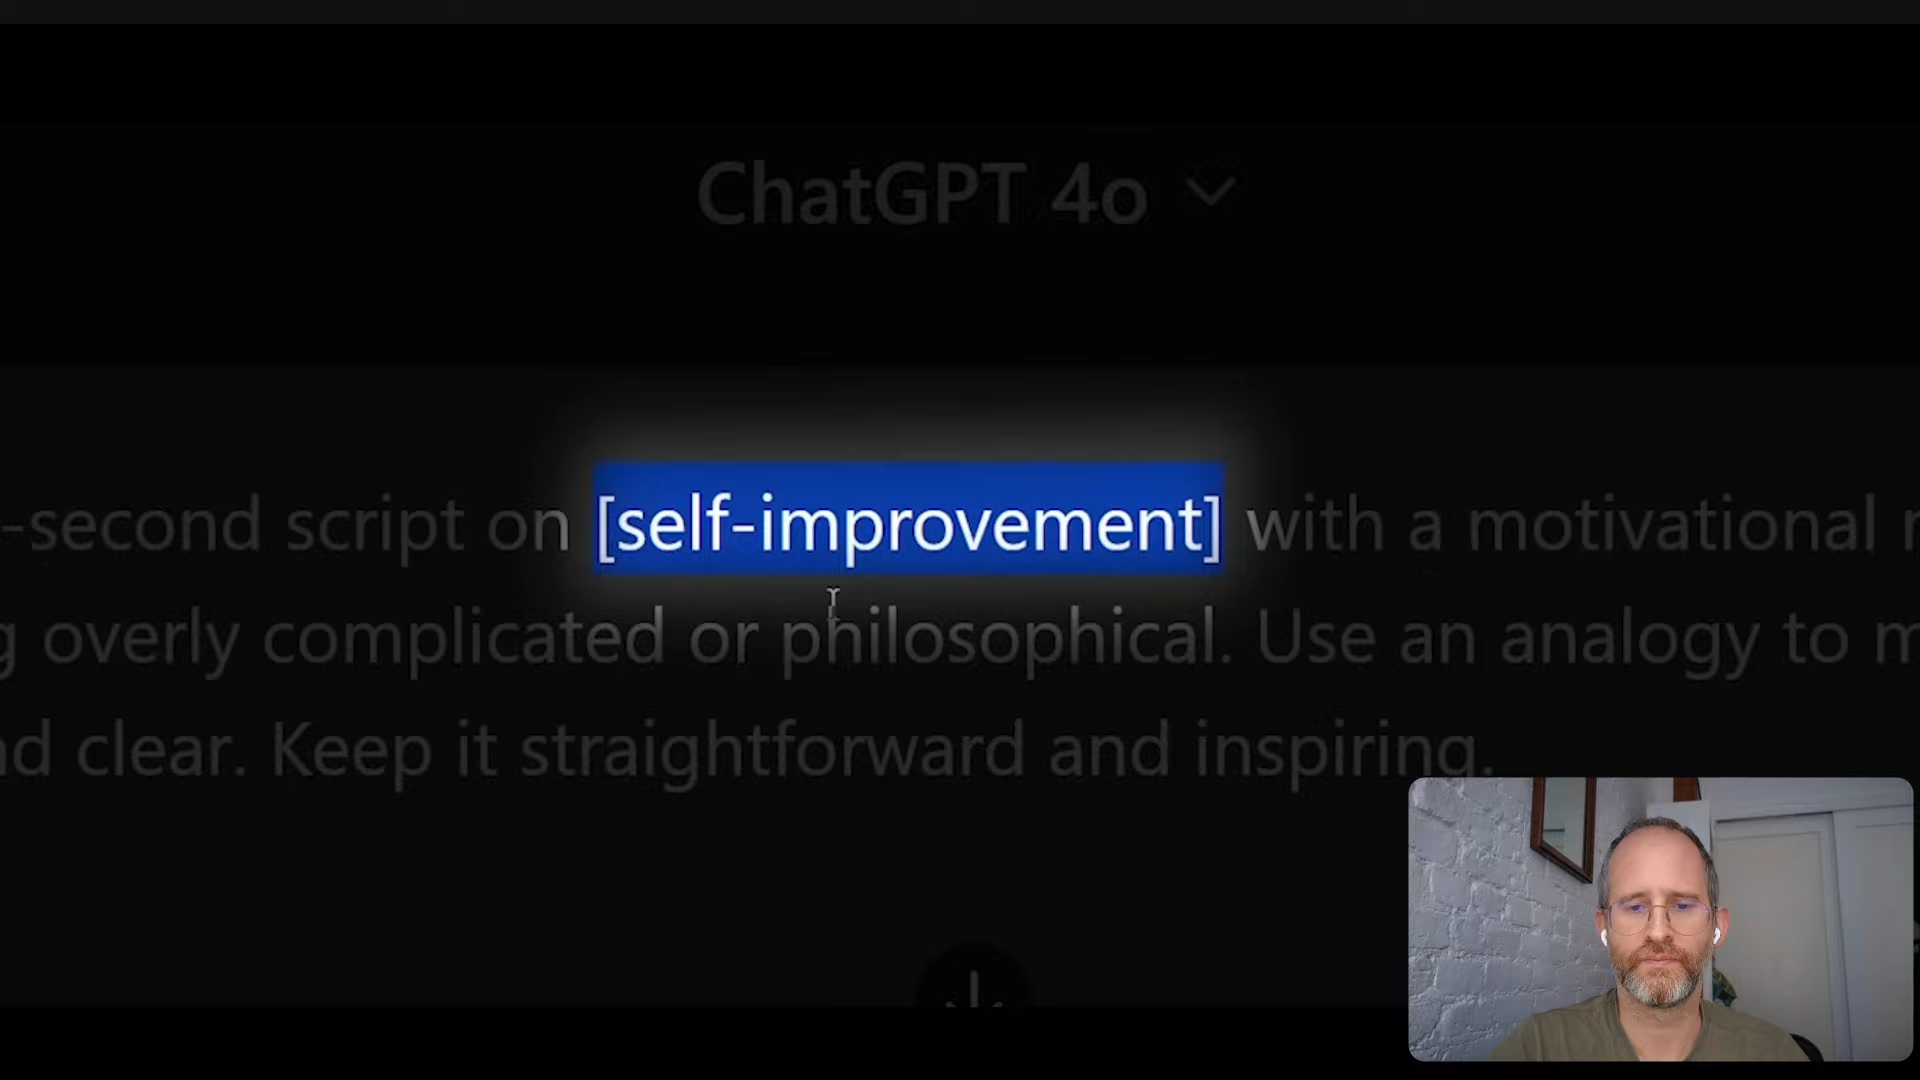 ChatGPT 4o
-second script on [self-improvement] with a motivational
overly complicated or philosophical. Use an analogy to
clear. Keep it straightforward and inspiring.